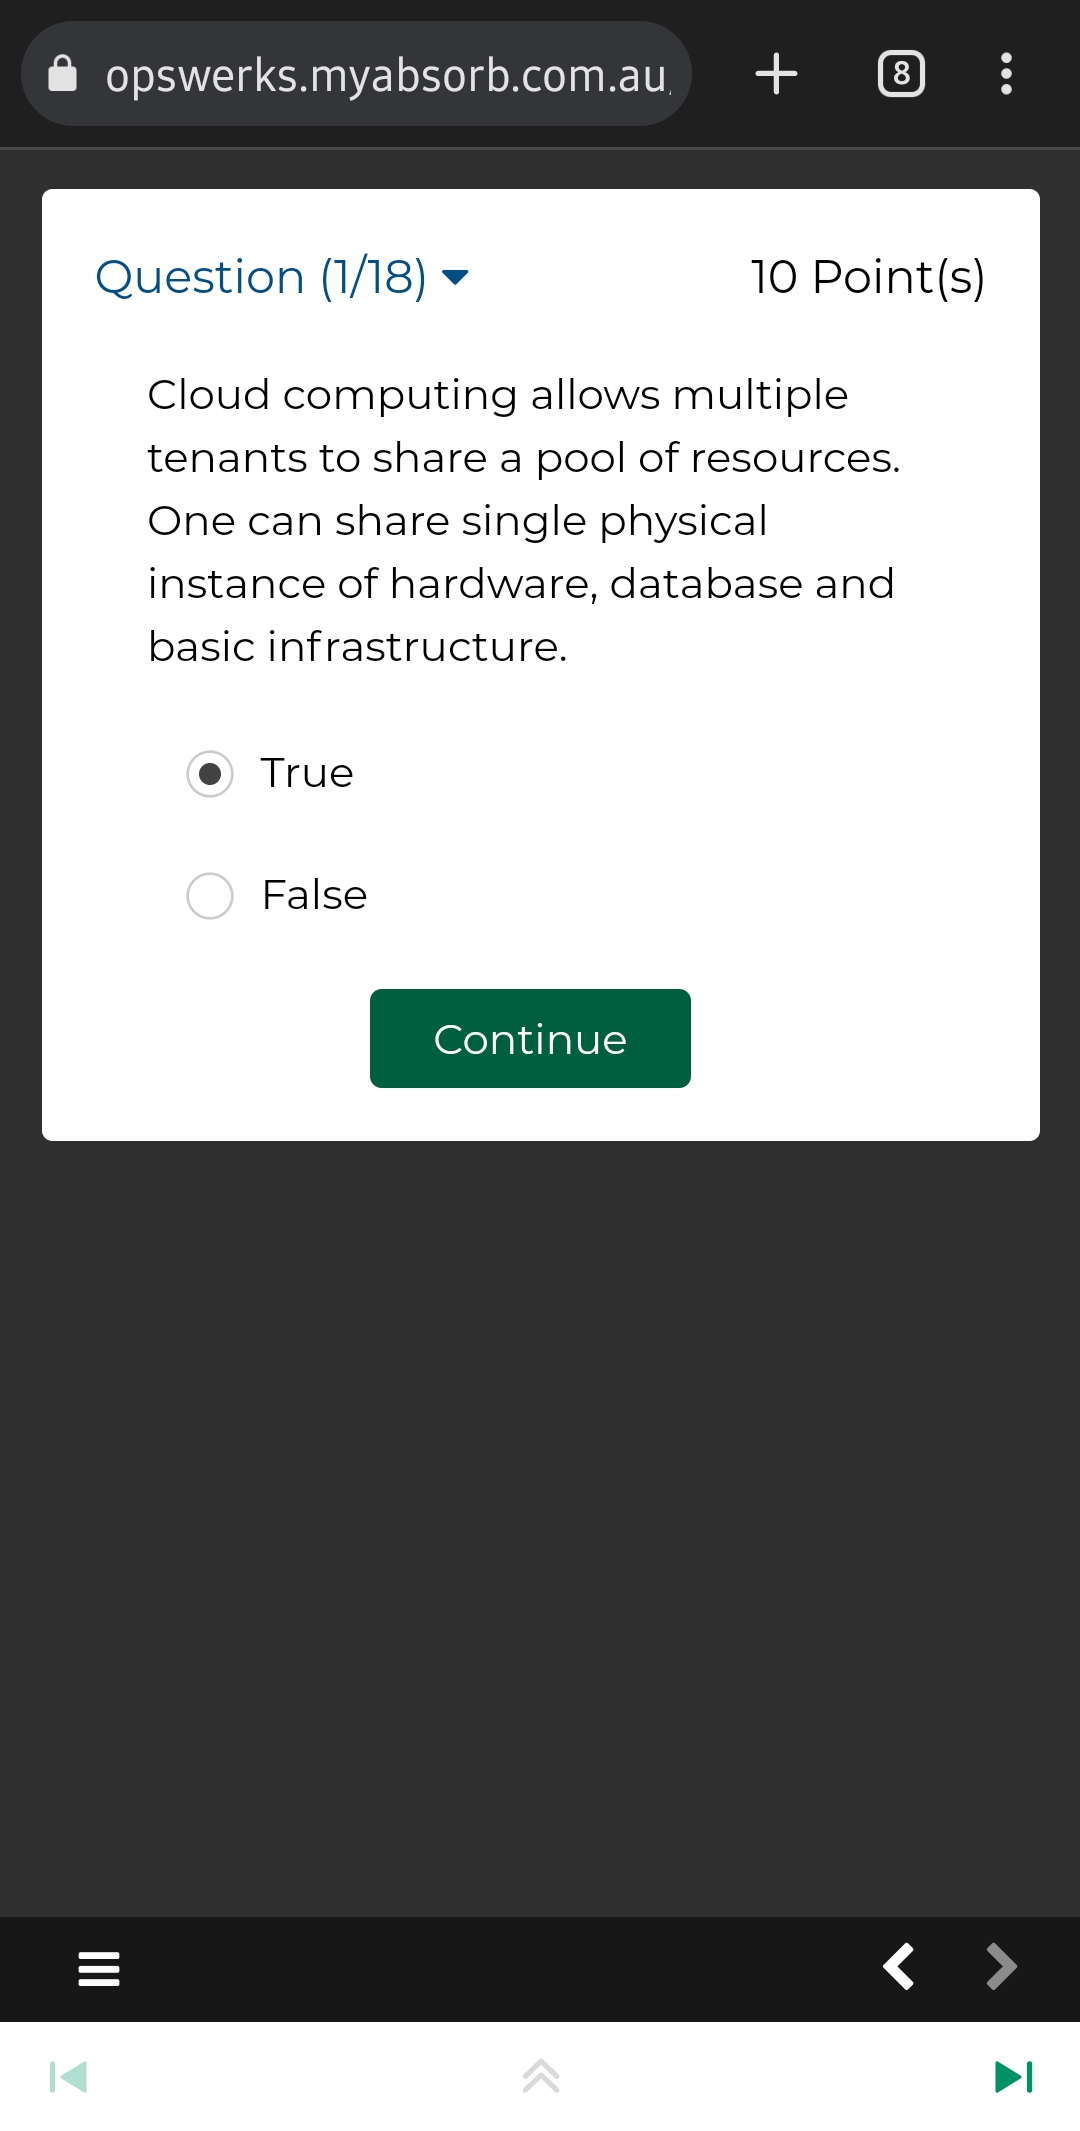 opswerks.myabsorb.com.au
8
Question (1/18)
10 Point(s)
Cloud computing allows multiple
tenants to share a pool of resources.
One can share single physical
instance of hardware, database and
basic infrastructure.
True
False
Continue